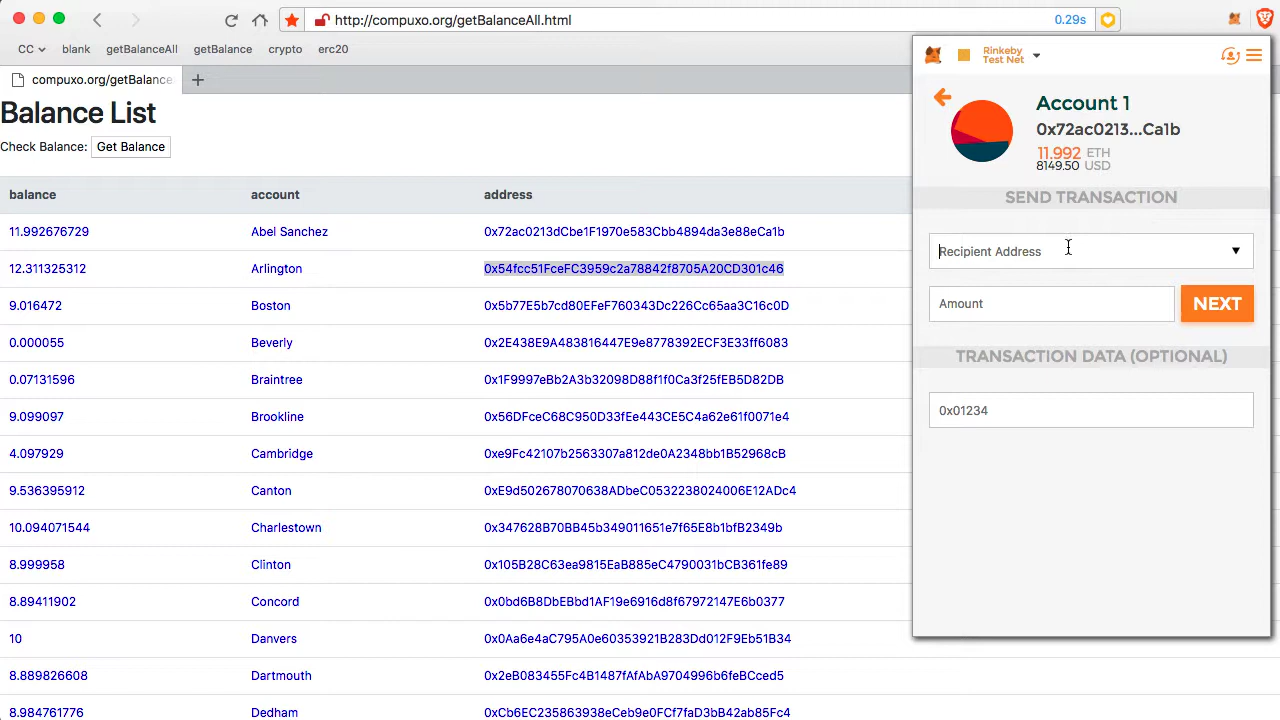 http://compuxo.org/getBalanceAll.html
0.29s
CC
blank
getBalanceAll
getBalance
crypto
erc20
compuxo.org/getBalance
Balance List
Check Balance: Get Balance
balance account address
11.992676729 Abel Sanchez 0x72ac0213dCbe1F1970e583Cbb4894da3e88eCa1b
12.311325312 Arlington 0x54fcc51FceFC3959c2a78842f8705A20CD301c46
9.016472 Boston 0x5b77E5b7cd80EFeF760343Dc226Cc65aa3C16c0D
0.000055 Beverly 0x2E438E9A483816447E9e8778392ECF3E33ff6083
0.07131596 Braintree 0x1F9997eBb2A3b32098D88f1f0Ca3f25fEB5D82DB
9.099097 Brookline 0x56DFceC68C950D33fEe443CE5C4a62e61f0071e4
4.097929 Cambridge 0xe9Fc42107b2563307a812de0A2348bb1B52968cB
9.536395912 Canton 0xE9d502678070638ADbeC0532238024006E12ADc4
10.094071544 Charlestown 0x347628B70BB45b349011651e7f65E8b1bfB2349b
8.999958 Clinton 0x105B28C63ea9815EaB885eC4790031bCB361fe89
8.89411902 Concord 0x0bd6B8DbEBbd1AF19e6916d8f67972147E6b0377
10 Danvers 0x0Aa6e4aC795A0e60353921B283Dd012F9Eb51B34
8.889826608 Dartmouth 0x2eB083455Fc4B1487fAfAbA9704996b6feBCced5
8.984761776 Dedham 0xCb6EC235863938eCeb9e0FCf7faD3bB42ab85Fc4
Rinkeby
Test Net
Account 1
0x72ac0213...Ca1b
11.992 ETH
8149.50 USD
SEND TRANSACTION
Recipient Address
Amount
NEXT
TRANSACTION DATA (OPTIONAL)
0x01234